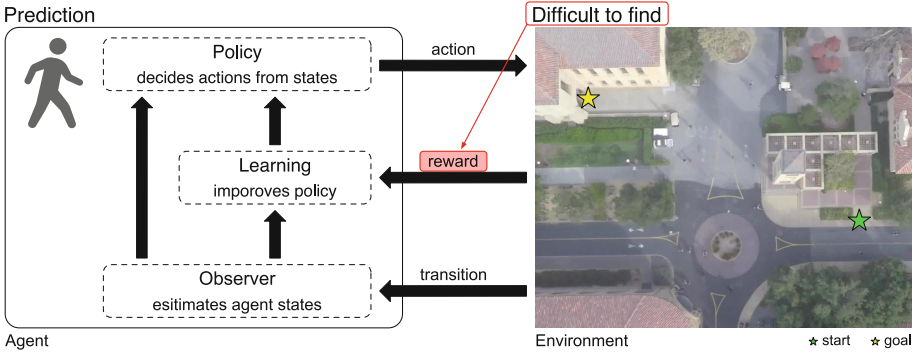 Prediction
Difficult to find
Policy
decides actions from states
action
Learning
imporoves policy
reward
Observer
esitimates agent states
transition
Agent
Environment
start
goal